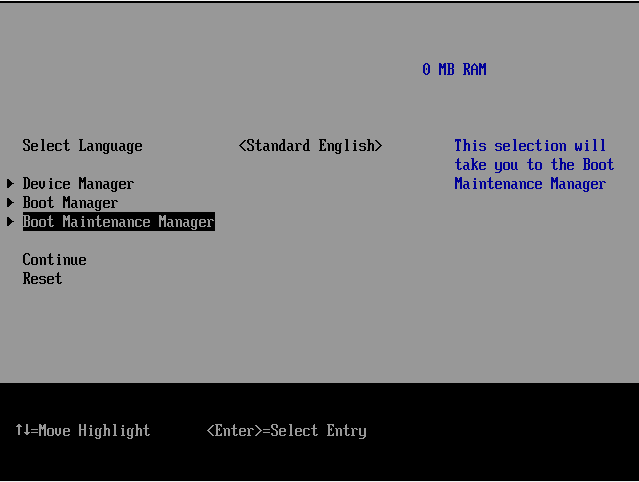 0 MB RAM
Select Language <Standard English> This selection will
take you to the Boot
Device Manager Maintenance Manager
Boot Manager
Boot Maintenance Manager
Continue
Reset
↑↓=Move Highlight <Enter>=Select Entry